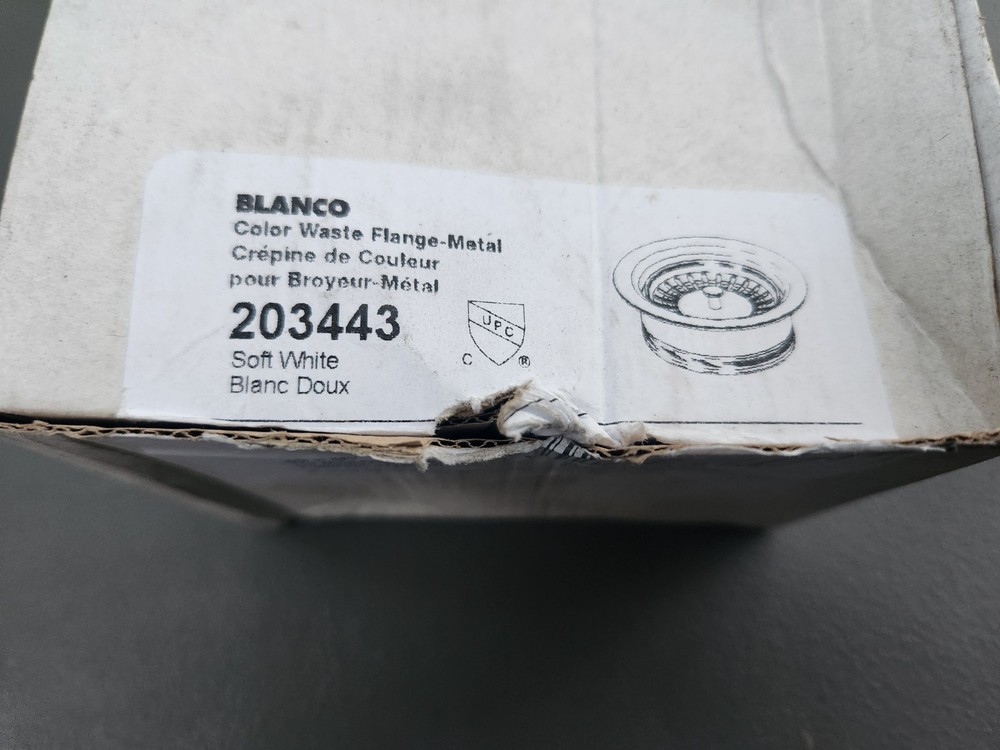 BLANCO
Color Waste Flange-Metal
Crépine de Couleur
pour Broyeur-Métal
203443
Soft White
Blanc Doux
UPC
C ®